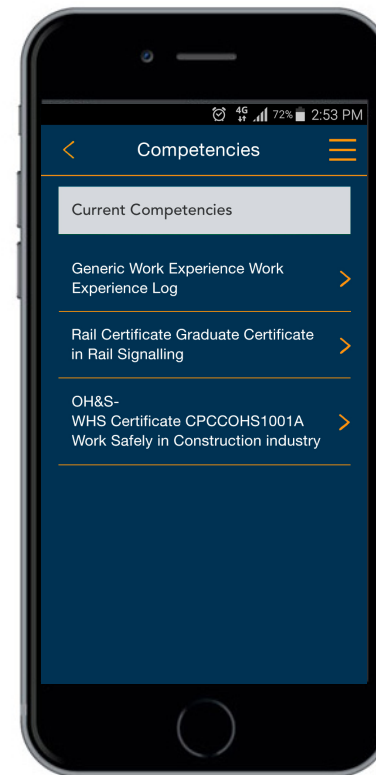 4G 72% 2:53 PM
Competencies
Current Competencies
Generic Work Experience Work
Experience Log
Rail Certificate Graduate Certificate
in Rail Signalling
OH&S-
WHS Certificate CPCCOHS1001A
Work Safely in Construction industry